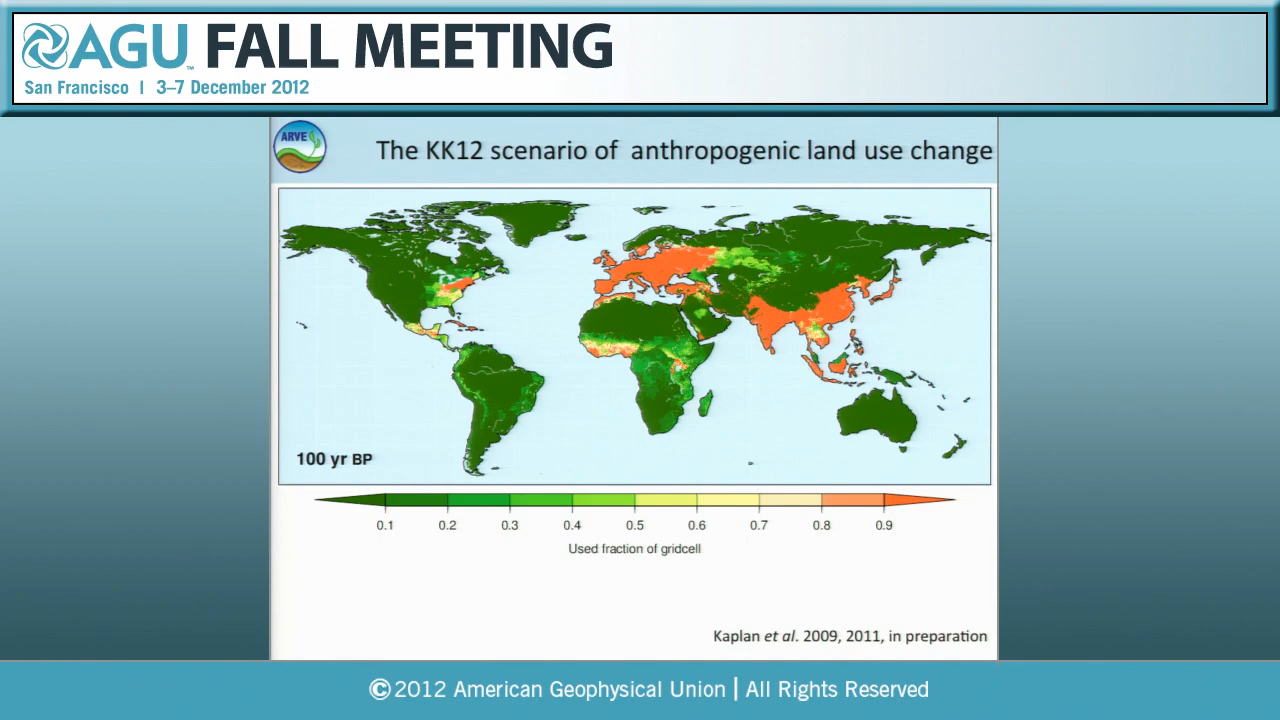 AGU™ FALL MEETING
San Francisco | 3–7 December 2012
ARVE
The KK12 scenario of anthropogenic land use change
100 yr BP
0.1 0.2 0.3 0.4 0.5 0.6 0.7 0.8 0.9
Used fraction of gridcell
Kaplan et al. 2009, 2011, in preparation
©2012 American Geophysical Union | All Rights Reserved